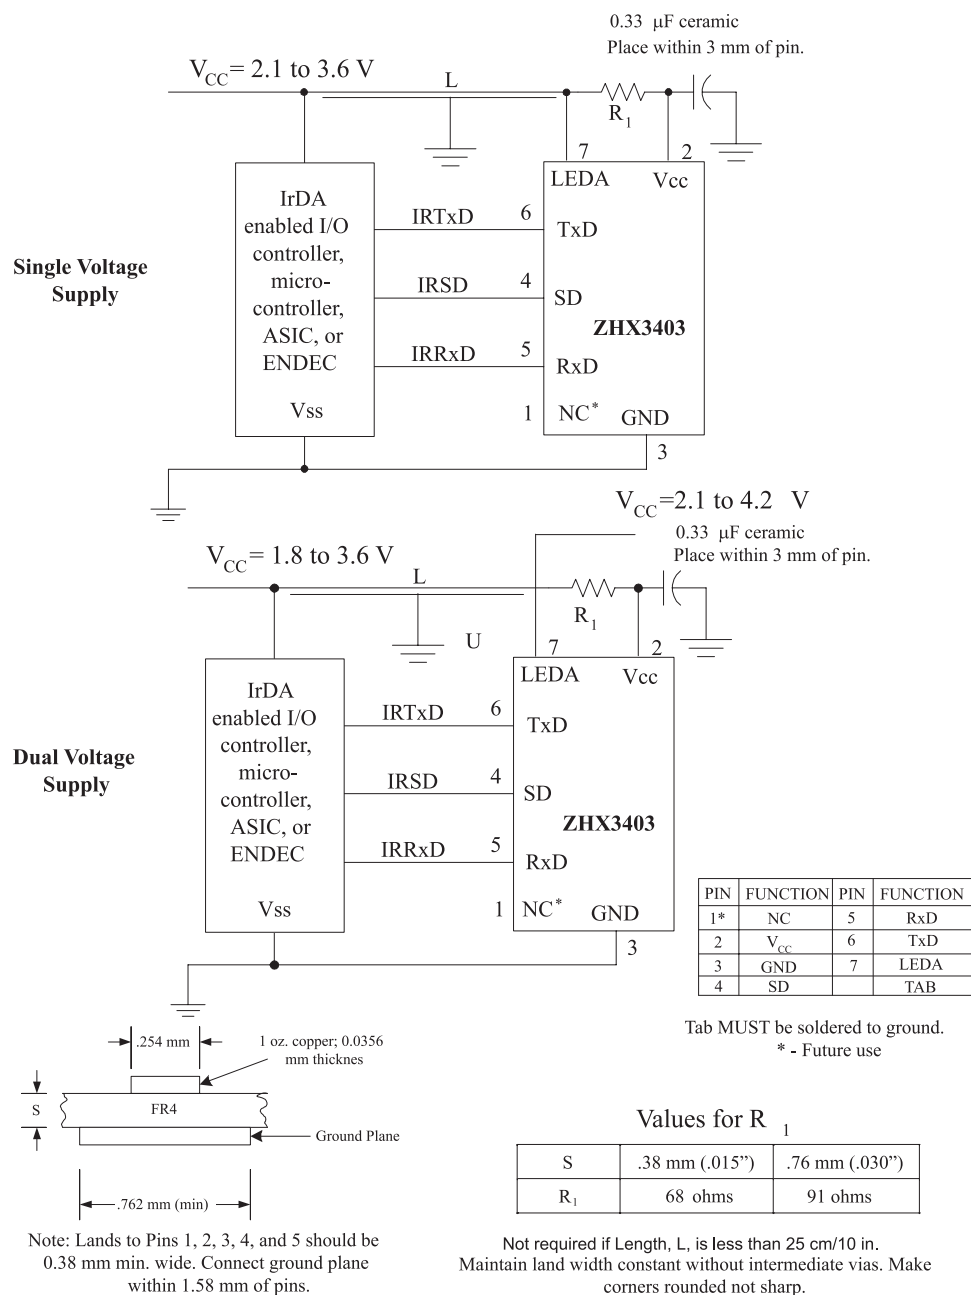 0.33 μF ceramic
Place within 3 mm of pin.
VCC= 2.1 to 3.6 V
L
R1
7
2
LEDA
Vcc
IrDA
enabled I/O
controller,
micro-
controller,
ASIC, or
ENDEC
Vss
IRTxD
6
TxD
Single Voltage
Supply
IRSD
4
SD
ZHX3403
IRRxD
5
RxD
1
NC*
GND
3
VCC=2.1 to 4.2 V
0.33 μF ceramic
Place within 3 mm of pin.
VCC= 1.8 to 3.6 V
L
R1
U
7
2
LEDA
Vcc
IrDA
enabled I/O
controller,
micro-
controller,
ASIC, or
ENDEC
Vss
IRTxD
6
TxD
Dual Voltage
Supply
IRSD
4
SD
ZHX3403
IRRxD
5
RxD
1
NC*
GND
3
PIN FUNCTION PIN FUNCTION
1* NC 5 RxD
2 VCC 6 TxD
3 GND 7 LEDA
4 SD TAB
Tab MUST be soldered to ground.
* - Future use
.254 mm
1 oz. copper; 0.0356
mm thicknes
S
FR4
Ground Plane
.762 mm (min)
Note: Lands to Pins 1, 2, 3, 4, and 5 should be
0.38 mm min. wide. Connect ground plane
within 1.58 mm of pins.
Values for R 1
S .38 mm (.015”) .76 mm (.030”)
R1 68 ohms 91 ohms
Not required if Length, L, is less than 25 cm/10 in.
Maintain land width constant without intermediate vias. Make
corners rounded not sharp.